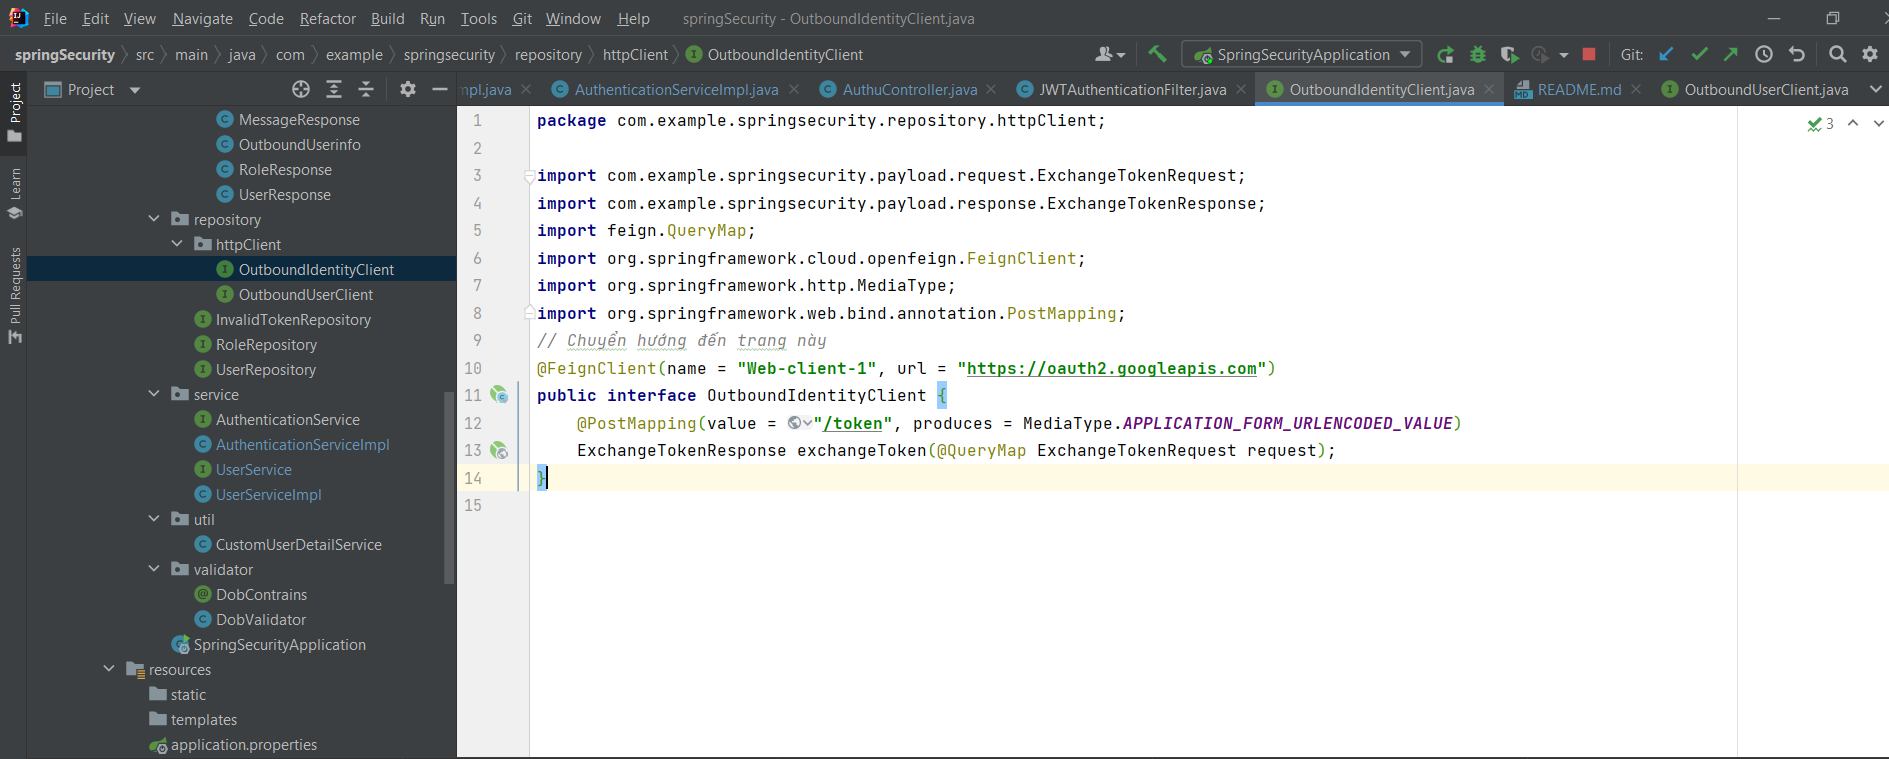 File Edit View Navigate Code Refactor Build Run Tools Git Window Help springSecurity - OutboundIdentityClient.java
springSecurity src main java com example springsecurity repository httpClient OutboundIdentityClient
SpringSecurityApplication Git:
Project
mpl.java AuthenticationServiceImpl.java AuthuController.java JWTAuthenticationFilter.java OutboundIdentityClient.java README.md OutboundUserClient.java
Project
Learn
Pull Requests
MessageResponse
OutboundUserinfo
RoleResponse
UserResponse
repository
httpClient
OutboundIdentityClient
OutboundUserClient
InvalidTokenRepository
RoleRepository
UserRepository
service
AuthenticationService
AuthenticationServiceImpl
UserService
UserServiceImpl
util
CustomUserDetailService
validator
DobContrains
DobValidator
SpringSecurityApplication
resources
static
templates
application.properties
3
1 package com.example.springsecurity.repository.httpClient;
2
3 import com.example.springsecurity.payload.request.ExchangeTokenRequest;
4 import com.example.springsecurity.payload.response.ExchangeTokenResponse;
5 import feign.QueryMap;
6 import org.springframework.cloud.openfeign.FeignClient;
7 import org.springframework.http.MediaType;
8 import org.springframework.web.bind.annotation.PostMapping;
9 // Chuyển hướng đến trang này
10 @FeignClient(name = "Web-client-1", url = "https://oauth2.googleapis.com")
11 public interface OutboundIdentityClient {
12 @PostMapping(value = "/token", produces = MediaType.APPLICATION_FORM_URLENCODED_VALUE)
13 ExchangeTokenResponse exchangeToken(@QueryMap ExchangeTokenRequest request);
14 }
15